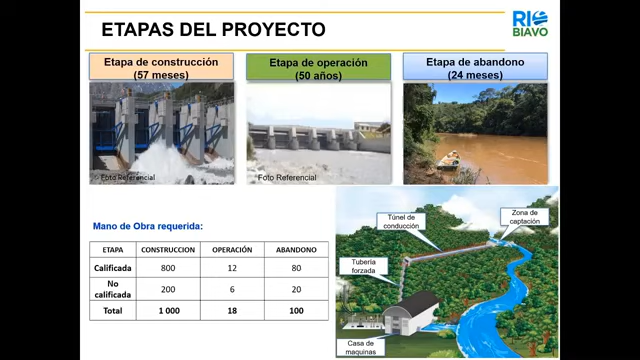 ETAPAS DEL PROYECTO
RIO
BIAVO
Etapa de construcción
(57 meses)
Etapa de operación
(50 años)
Etapa de abandono
(24 meses)
Foto Referencial
Foto Referencial
Mano de Obra requerida:
ETAPA CONSTRUCCION OPERACIÓN ABANDONO
Calificada 800 12 80
No
calificada 200 6 20
Total 1 000 18 100
Zona de
captación
Túnel de
conducción
Tubería
forzada
Casa de
maquinas